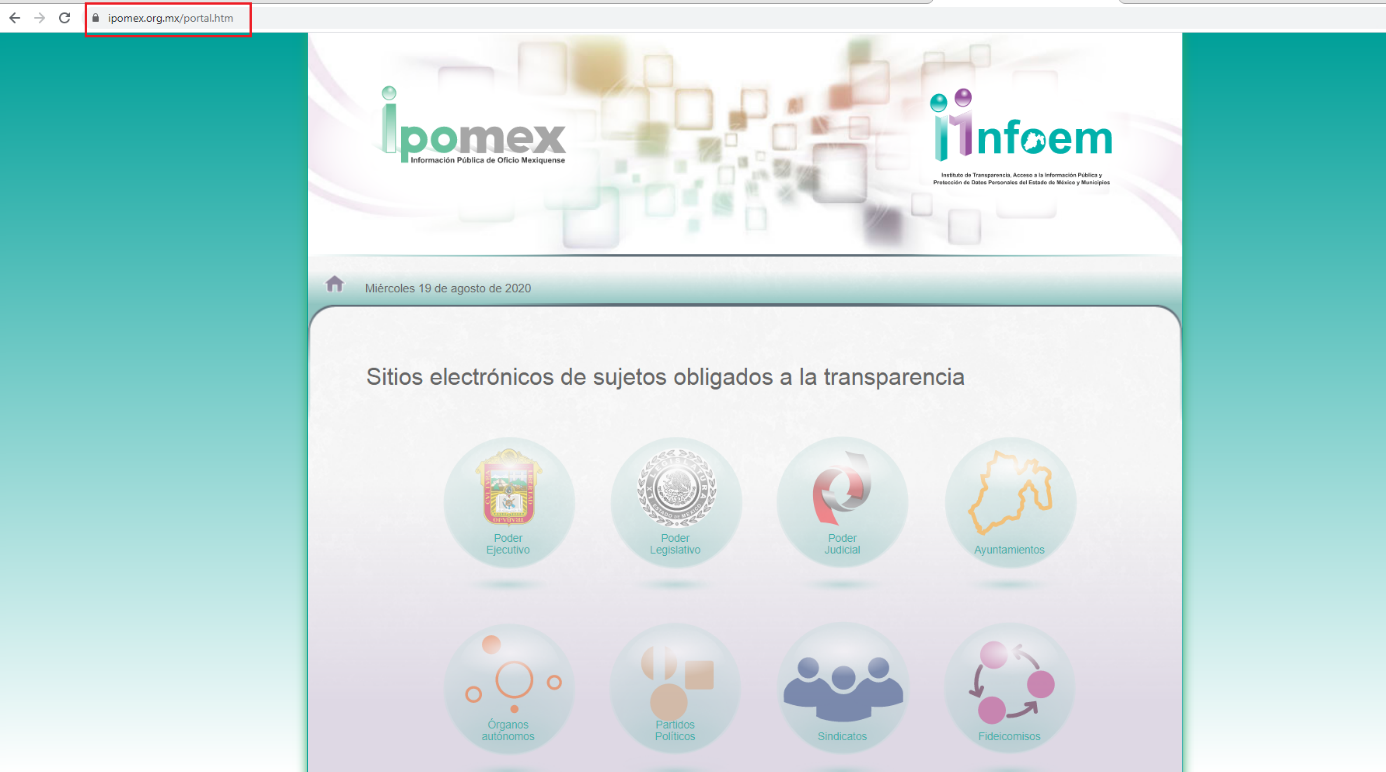 ipomex.org.mx/portal.htm
ipomex
Información Pública de Oficio Mexiquense
infoem
Instituto de Transparencia, Acceso a la Información Pública y
Protección de Datos Personales del Estado de México y Municipios
Miércoles 19 de agosto de 2020
Sitios electrónicos de sujetos obligados a la transparencia
Poder
Ejecutivo
Poder
Legislativo
Poder
Judicial
Ayuntamientos
Órganos
autónomos
Partidos
Políticos
Sindicatos
Fideicomisos